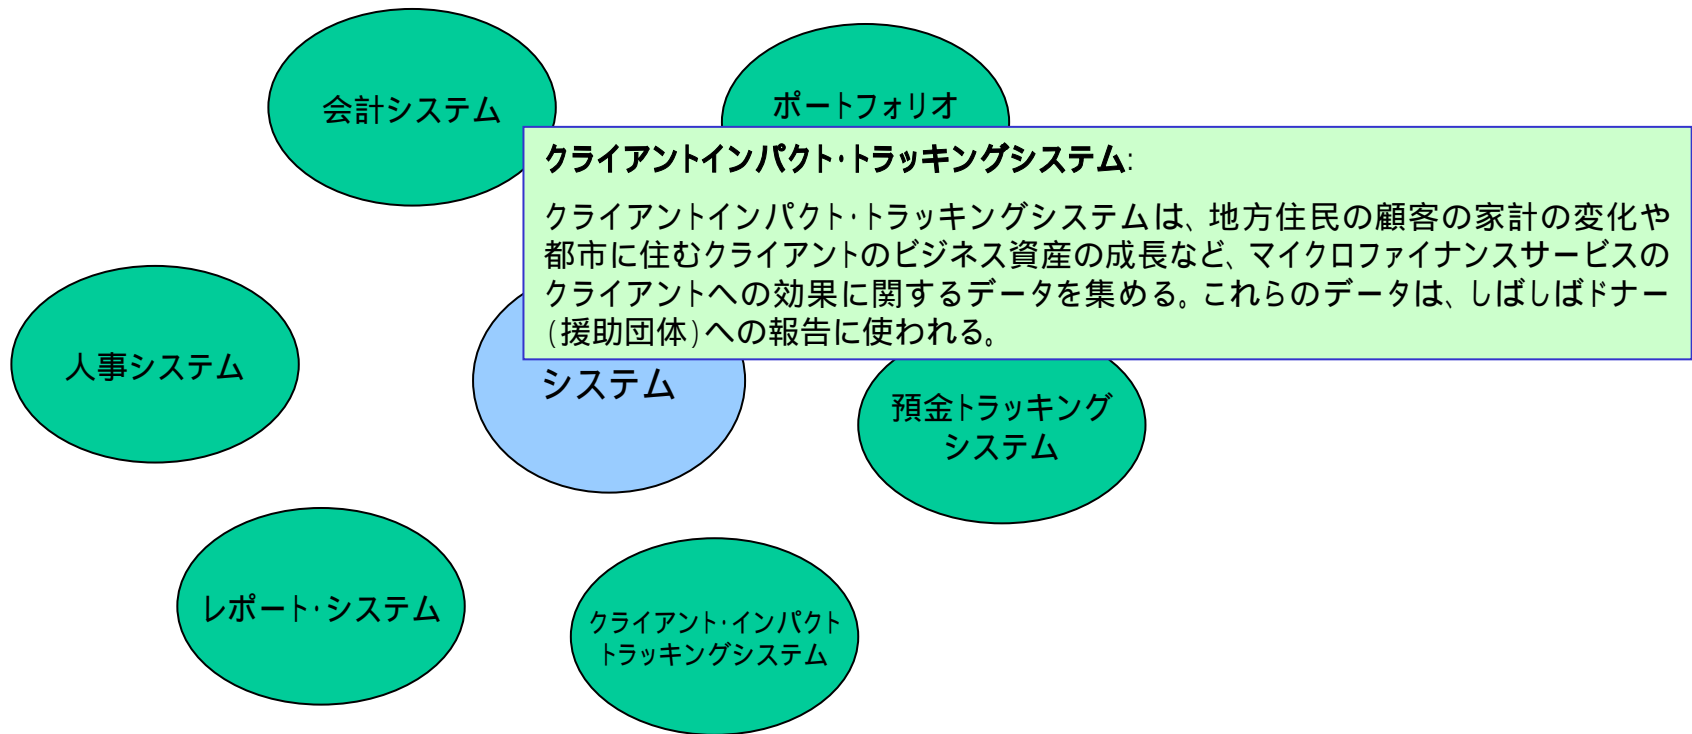 会計システム
ポートフォリオ
クライアントインパクト・トラッキングシステム:
クライアントインパクト・トラッキングシステムは、地方住民の顧客の家計の変化や
都市に住むクライアントのビジネス資産の成長など、マイクロファイナンスサービスの
クライアントへの効果に関するデータを集める。これらのデータは、しばしばドナー
(援助団体)への報告に使われる。
人事システム
システム
預金トラッキング
システム
レポート・システム
クライアント・インパクト
トラッキングシステム